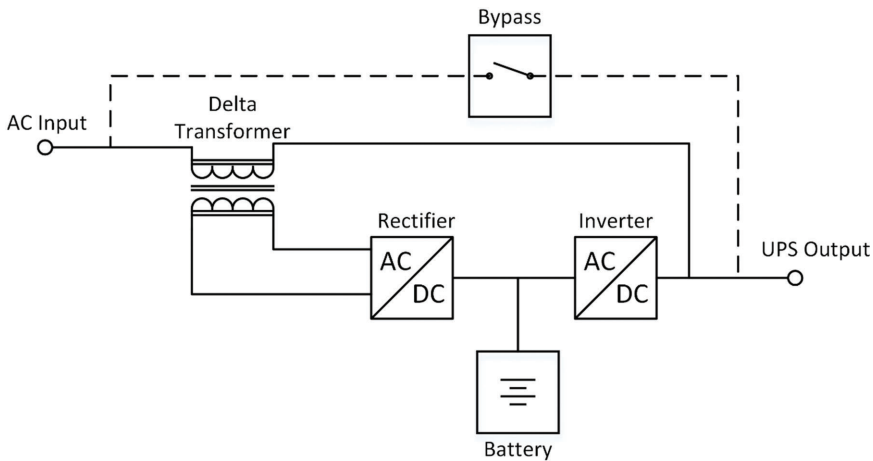 Bypass
Delta
Transformer
AC Input
Rectifier
Inverter
AC
DC
AC
DC
UPS Output
Battery